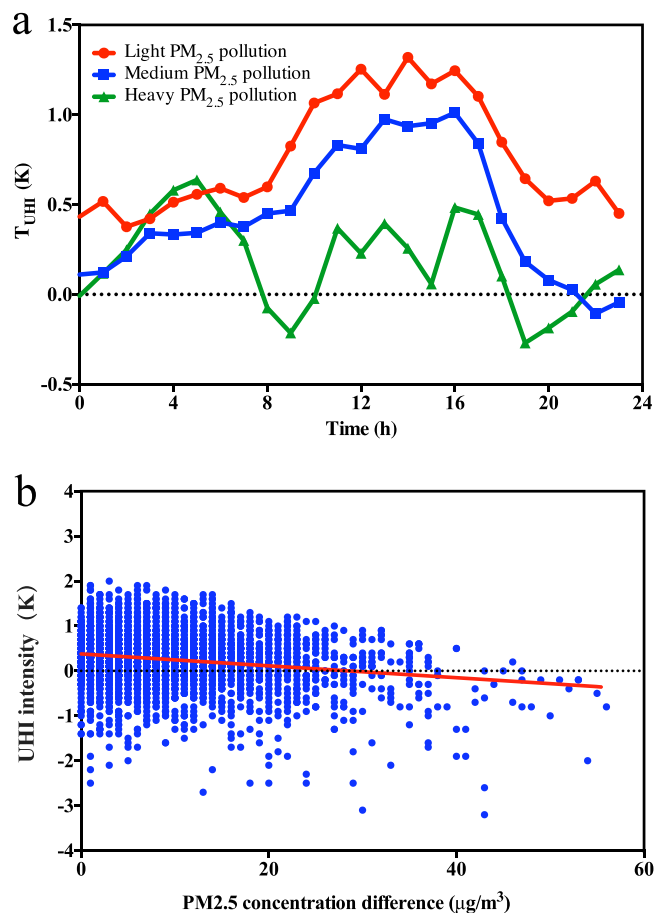 a
1.5
Light PM2.5 pollution
Medium PM2.5 pollution
Heavy PM2.5 pollution
1.0
0.5
0.0
-0.5
TUHI (K)
0 4 8 12 16 20 24
Time (h)
b
4
3
2
1
0
-1
-2
-3
-4
UHI intensity (K)
0 20 40 60
PM2.5 concentration difference (μg/m³)